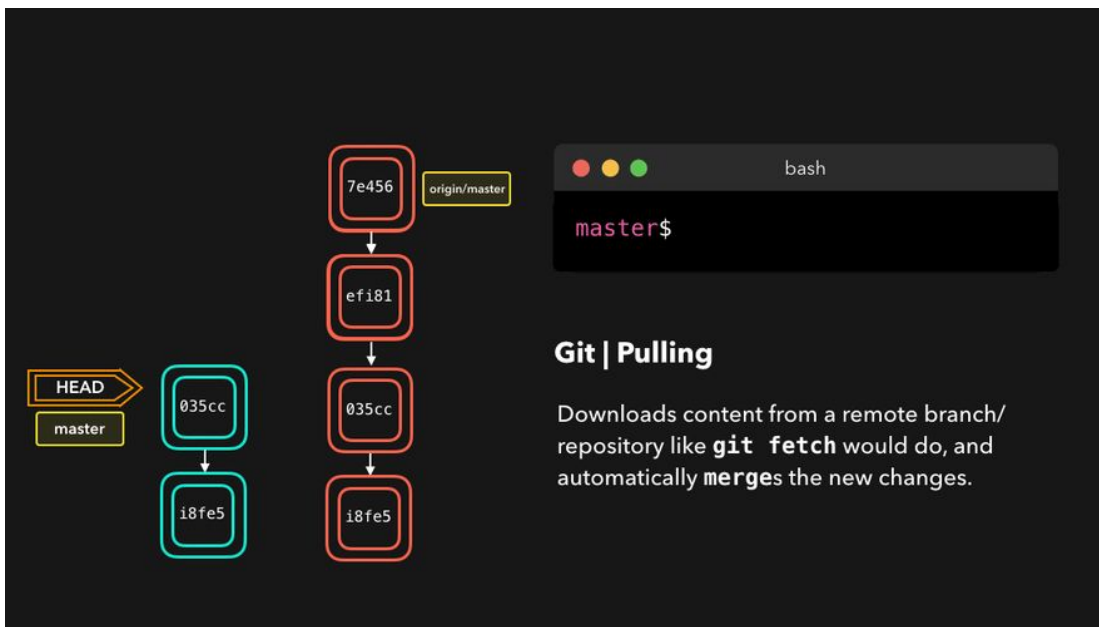 7e456
origin/master
efi81
HEAD
master
035cc
i8fe5
035cc
i8fe5
bash
master$
Git | Pulling
Downloads content from a remote branch/
repository like git fetch would do, and
automatically merges the new changes.